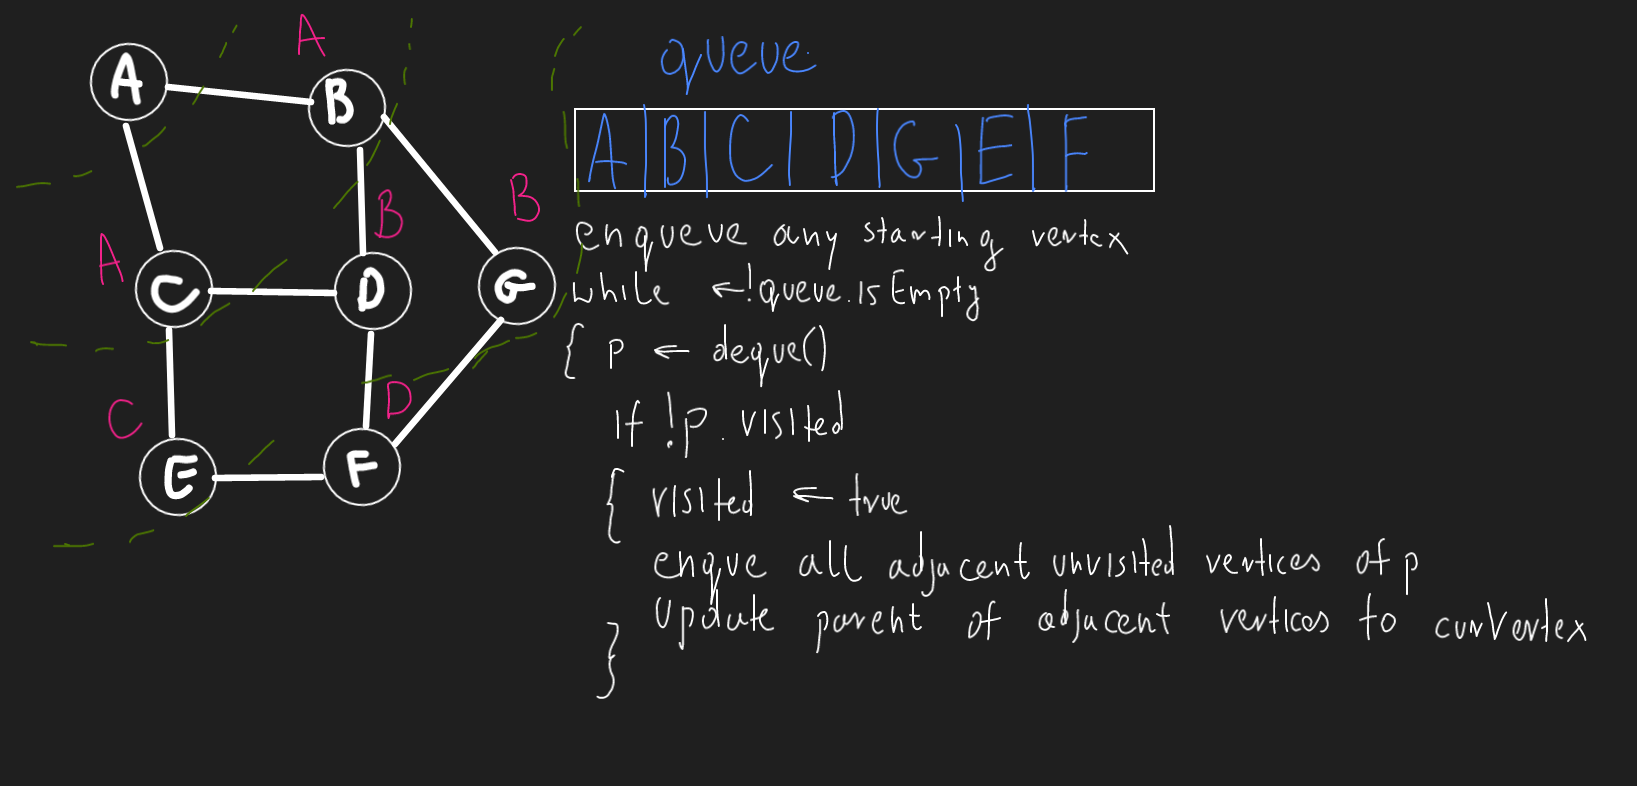 A
A
B
queue
A B C D G E F
B
B
A
C
D
G
enqueue any starting vertex
while ←!queue.isEmpty
{ p ← deque()
D
C
if !p.visited
E
F
{ visited ← true
enque all adjacent unvisited vertices of p
update parent of adjacent vertices to curVertex
}